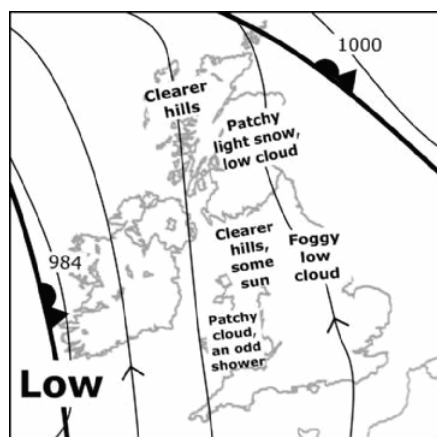 1000
Clearer
hills
Patchy
light snow,
low cloud
Clearer
hills,
some
sun
Foggy
low
cloud
984
Patchy
cloud,
an odd
shower
Low